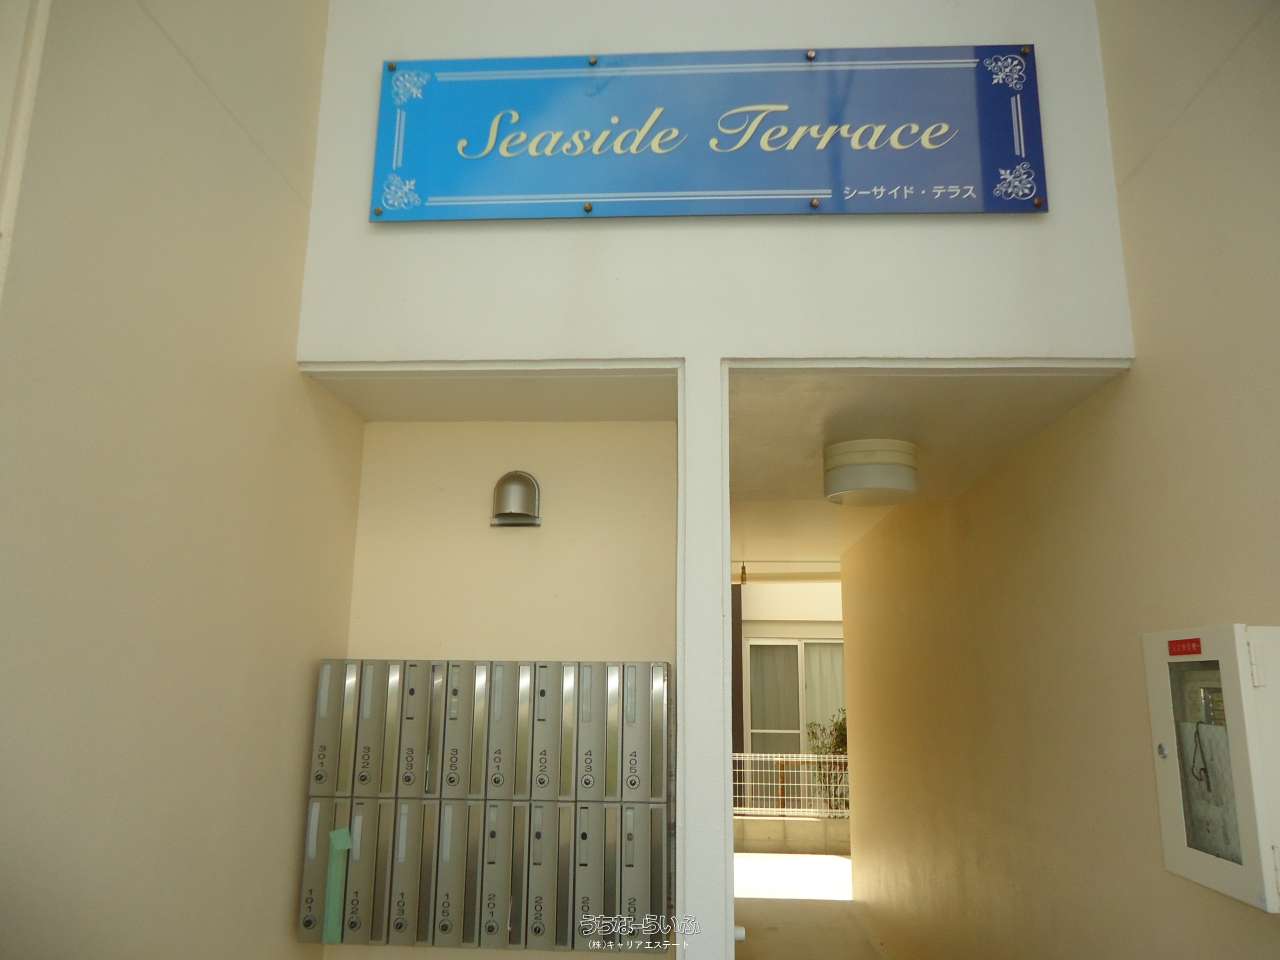 Seaside Terrace
シーサイド・テラス
301 302 303 305 401 402 403 405
101 102 103 105 201 202
うちなーらいふ
(株)キャリアエステート